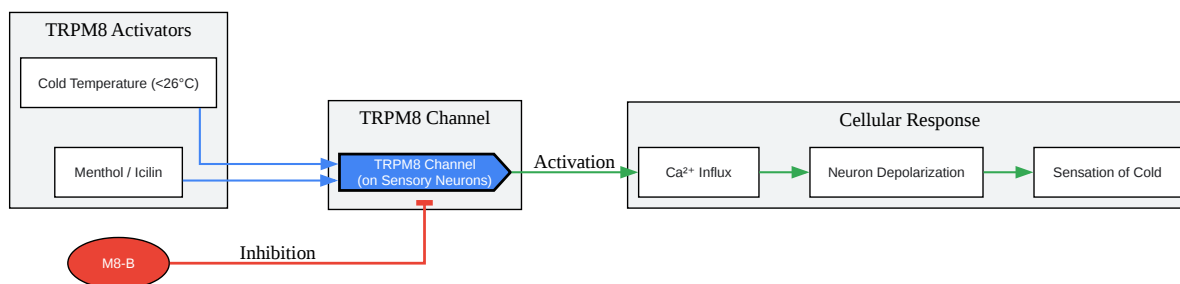 TRPM8 Activators
Cold Temperature (<26°C)
Menthol / Icilin
TRPM8 Channel
TRPM8 Channel
(on Sensory Neurons)
Activation
Cellular Response
Ca²⁺ Influx
Neuron Depolarization
Sensation of Cold
M8-B
Inhibition